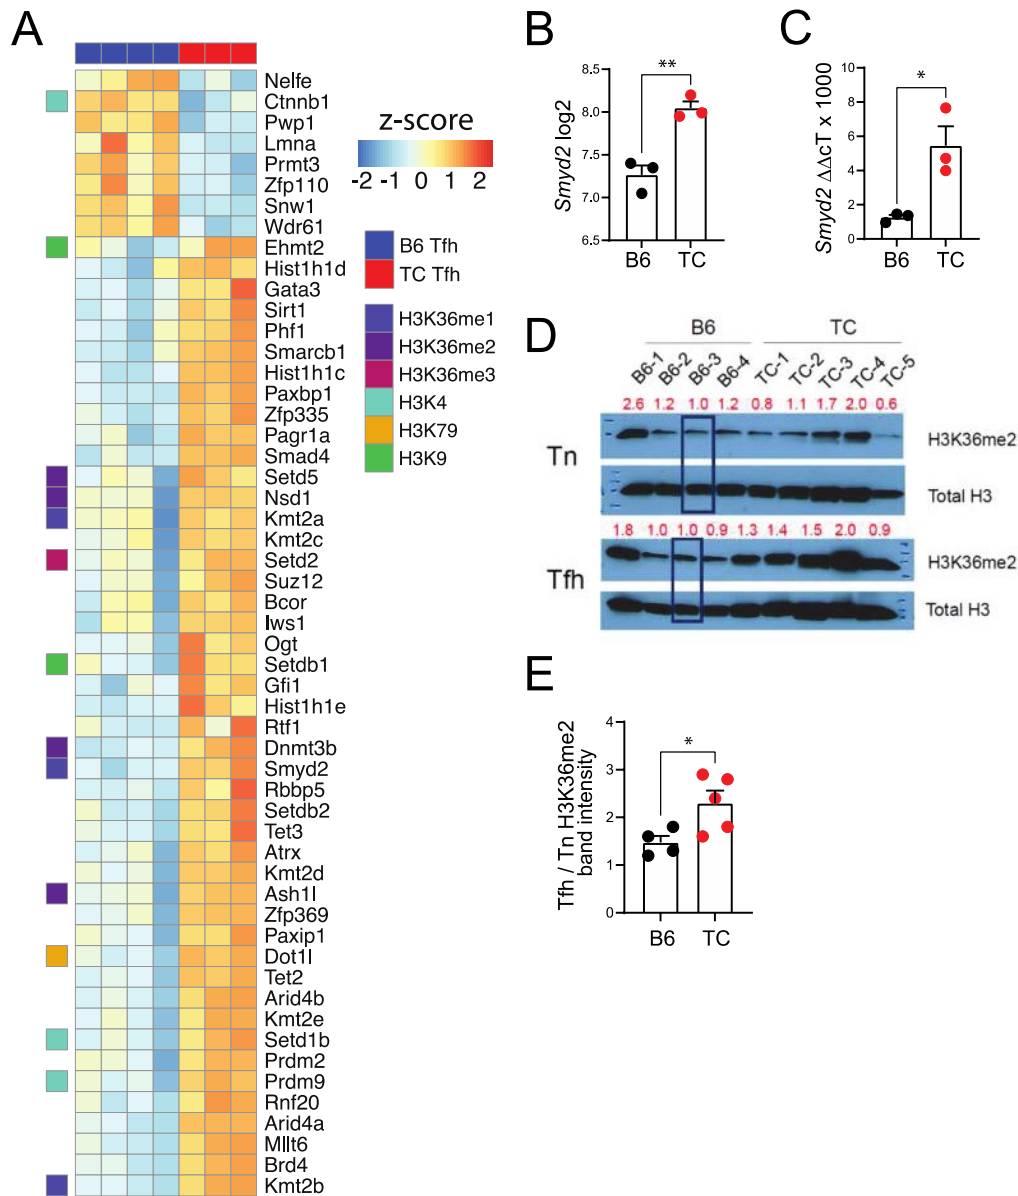 A
Nelfe
Ctnnb1
Pwp1
Lmna
Prmt3
Zfp110
Snw1
Wdr61
Ehmt2
Hist1h1d
Gata3
Sirt1
Phf1
Smarcb1
Hist1h1c
Paxbp1
Zfp335
Pagr1a
Smad4
Setd5
Nsd1
Kmt2a
Kmt2c
Setd2
Suz12
Bcor
Iws1
Ogt
Setdb1
Gfi1
Hist1h1e
Rtf1
Dnmt3b
Smyd2
Rbbp5
Setdb2
Tet3
Atrx
Kmt2d
Ash1l
Zfp369
Paxip1
Dot1l
Tet2
Arid4b
Kmt2e
Setd1b
Prdm2
Prdm9
Rnf20
Arid4a
Mllt6
Brd4
Kmt2b
z-score
-2 -1 0 1 2
B6 Tfh
TC Tfh
H3K36me1
H3K36me2
H3K36me3
H3K4
H3K79
H3K9
B
Smyd2 log2
8.5
8.0
7.5
7.0
6.5
**
B6 TC
C
Smyd2 ΔΔcT x 1000
10
8
6
4
2
0
*
B6 TC
D
B6 TC
B6-1 B6-2 B6-3 B6-4 TC-1 TC-2 TC-3 TC-4 TC-5
2.6 1.2 1.0 1.2 0.8 1.1 1.7 2.0 0.6
Tn
H3K36me2
Total H3
1.8 1.0 1.0 0.9 1.3 1.4 1.5 2.0 0.9
Tfh
H3K36me2
Total H3
E
Tfh / Tn H3K36me2
band intensity
4
3
2
1
0
*
B6 TC